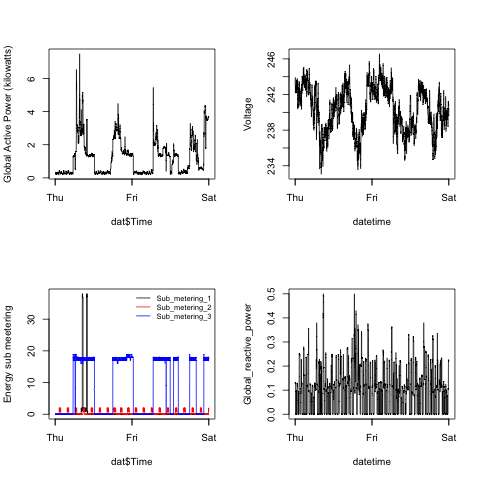 Global Active Power (kilowatts)
0 2 4 6
Thu Fri Sat
dat$Time
Voltage
234 238 242 246
Thu Fri Sat
datetime
Energy sub meetering
0 10 20 30
Sub_metering_1
Sub_metering_2
Sub_metering_3
Thu Fri Sat
dat$Time
Global_reactive_power
0.0 0.1 0.2 0.3 0.4 0.5
Thu Fri Sat
datetime